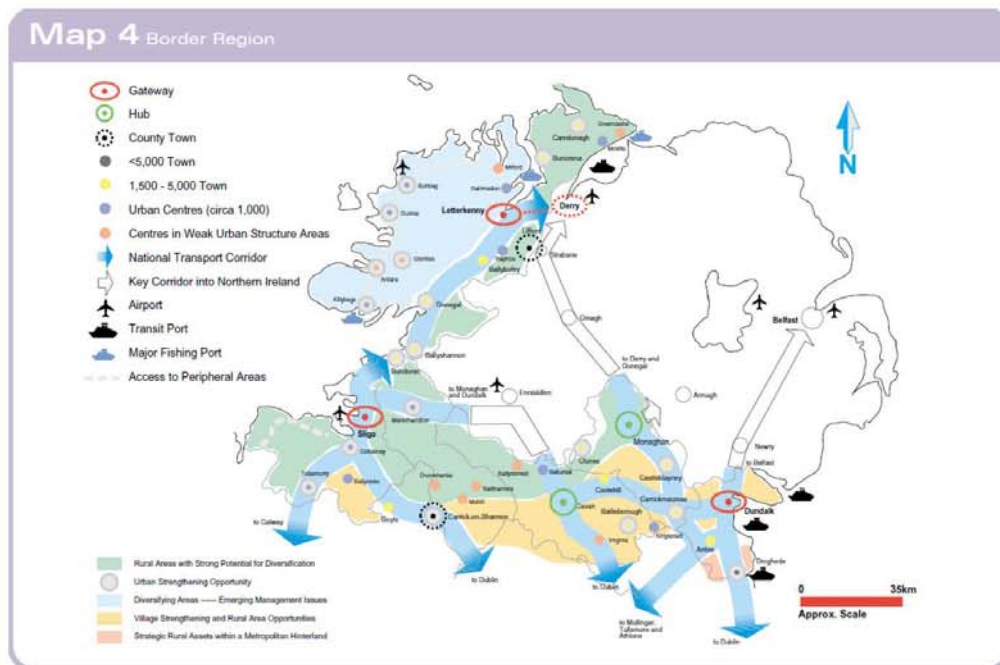 Map 4 Border Region
Gateway
Hub
County Town
<5,000 Town
1,500 - 5,000 Town
Urban Centres (circa 1,000)
Centres in Weak Urban Structure Areas
National Transport Corridor
Key Corridor into Northern Ireland
Airport
Transit Port
Major Fishing Port
Access to Peripheral Areas
N
Carndonagh
Buncrana
Milford
Letterkenny
Derry
Strabane
Ballybofey
Dungloe
Glenties
Ardara
Killybegs
Donegal
Omagh
Belfast
Ballyshannon
Bundoran
to Derry and
Donegal
to Monaghan
and Dundalk
Enniskillen
Armagh
Manorhamilton
Sligo
Monaghan
Newry
to Belfast
Clones
Castleblayney
Tubercurry
Ballymote
Carrickmacross
Dundalk
Cavan
Boyle
Carrick-on-Shannon
Bailieborough
Virginia
Ardee
to Galway
to Dublin
Drogheda
to Dublin
to Mullingar,
Tullamore and
Athlone
to Dublin
0 35km
Approx. Scale
Rural Areas with Strong Potential for Diversification
Urban Strengthening Opportunity
Diversifying Areas —— Emerging Management Issues
Village Strengthening and Rural Area Opportunities
Strategic Rural Assets within a Metropolitan Hinterland